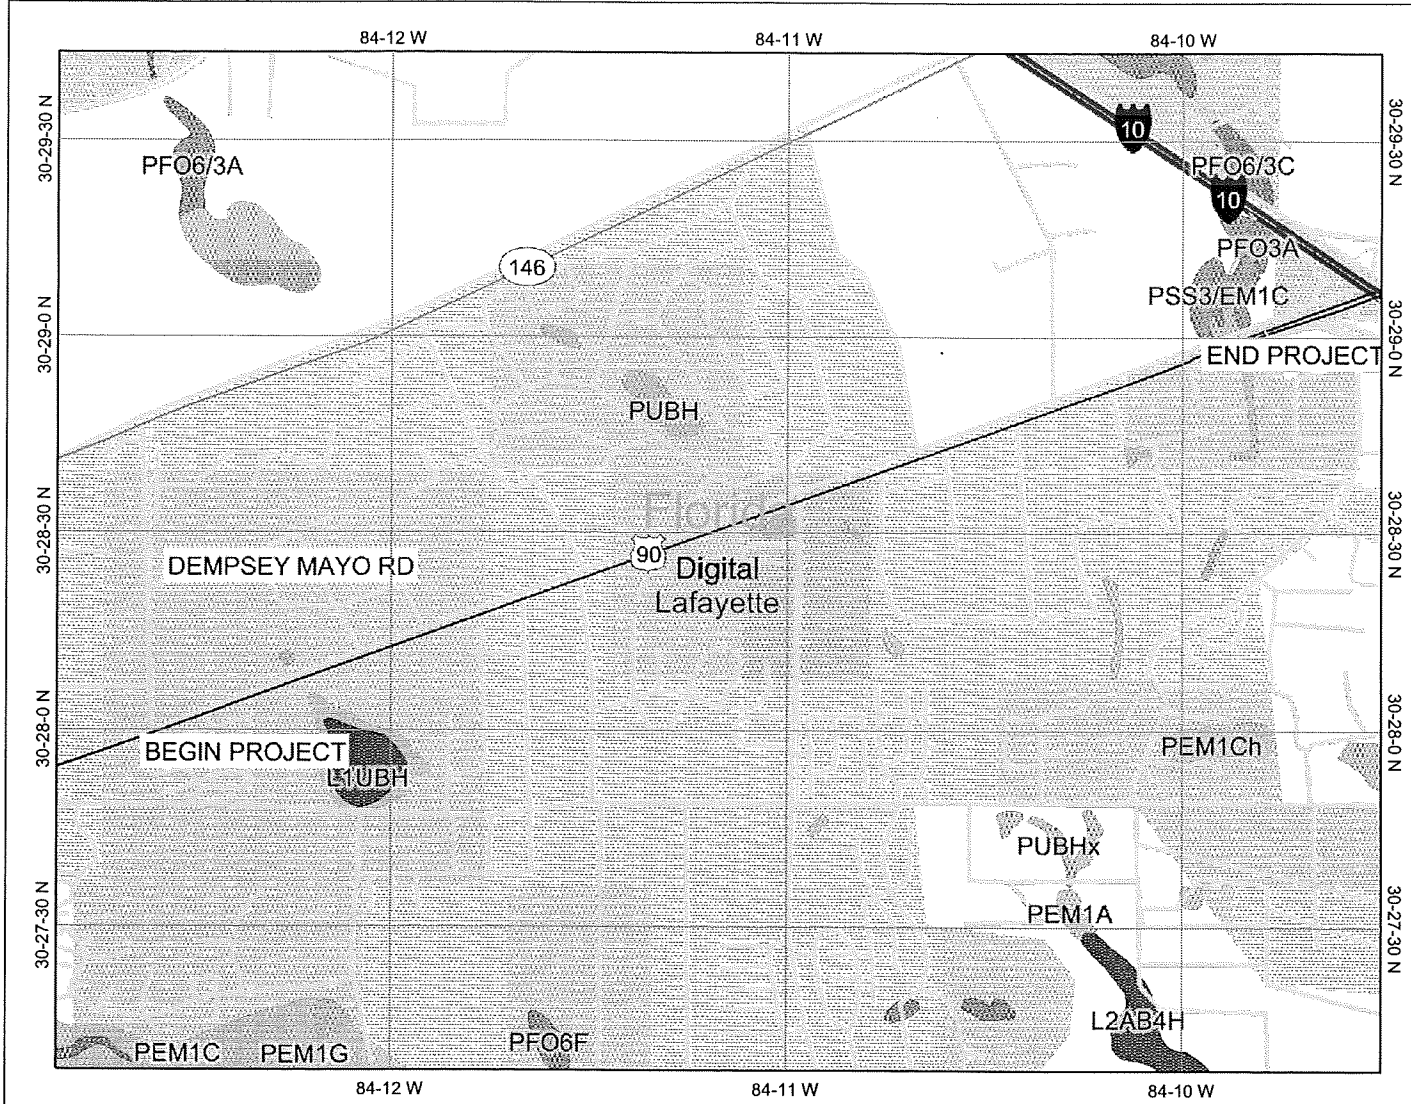 84-12 W 84-11 W 84-10 W
30-29-30 N
30-29-30 N
10
PFO6/3A
PFO6/3C
10
PFO3A
146
PSS3/EM1C
30-29-0 N
30-29-0 N
END PROJECT
PUBH
Florida
30-28-30 N
30-28-30 N
90
DEMPSEY MAYO RD
Digital
Lafayette
30-28-0 N
30-28-0 N
BEGIN PROJECT
PEM1Ch
L1UBH
PUBHx
PEM1A
30-27-30 N
30-27-30 N
L2AB4H
PFO6F
PEM1C
PEM1G
84-12 W 84-11 W 84-10 W